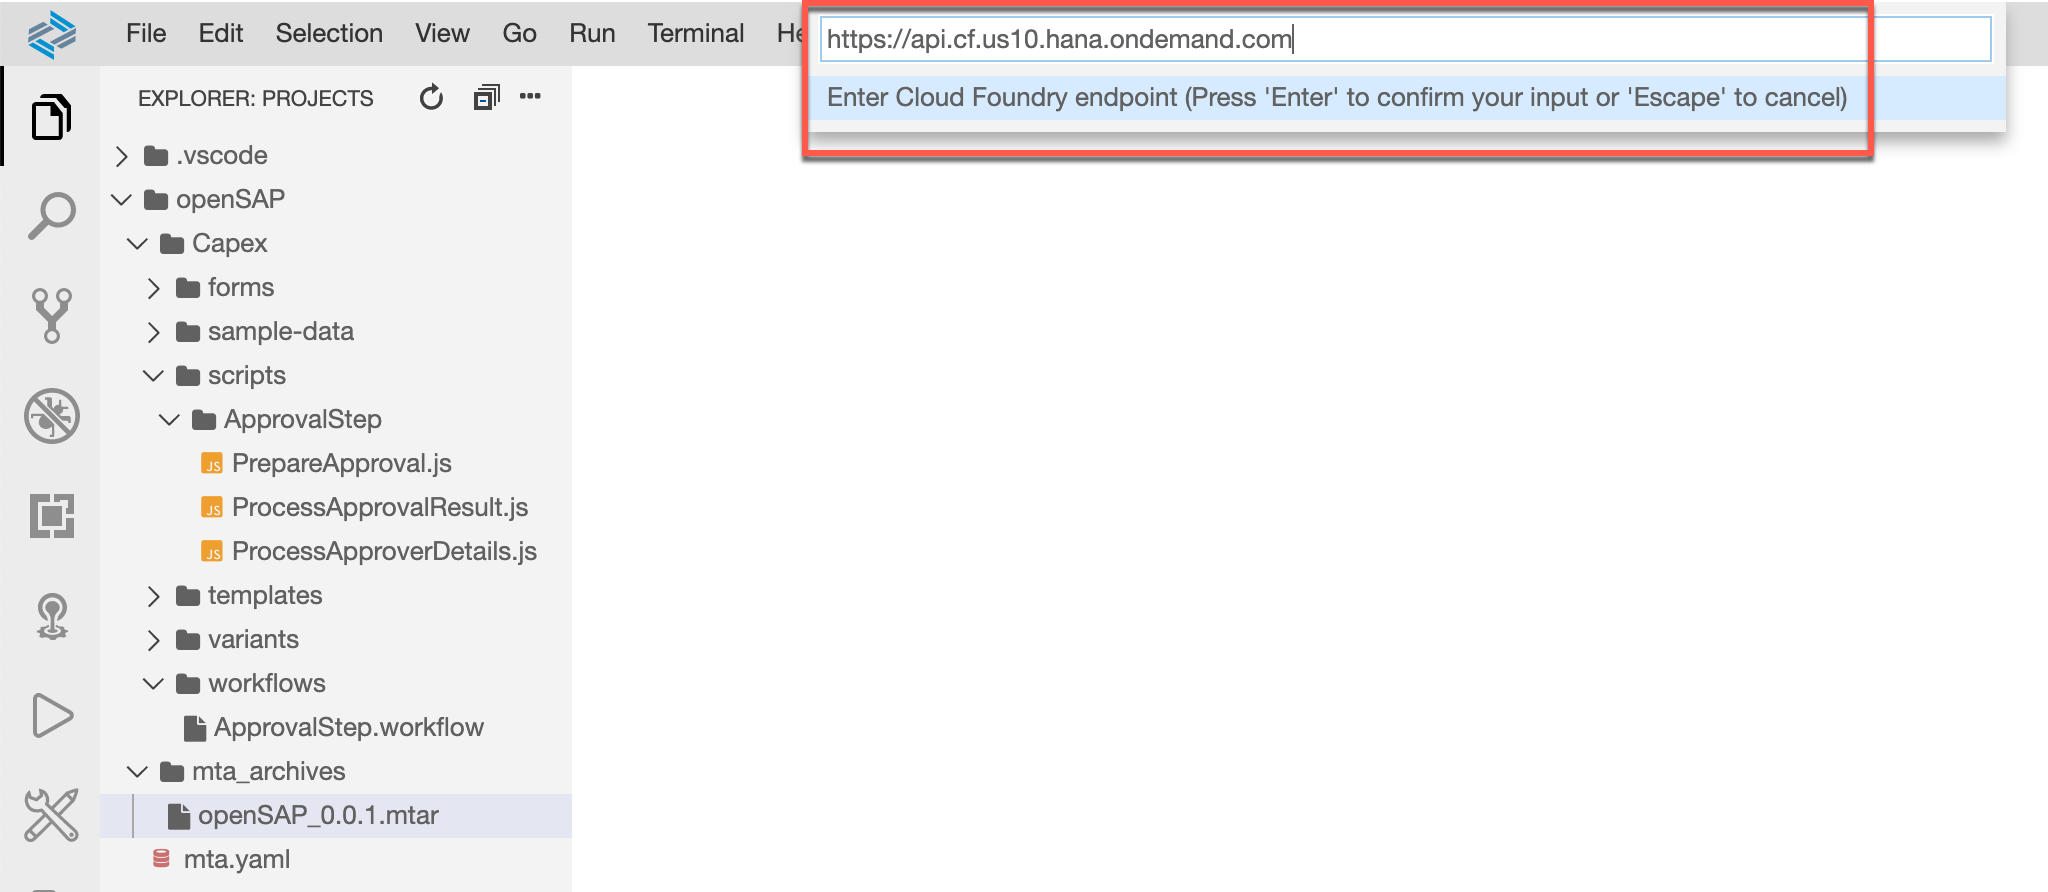 File Edit Selection View Go Run Terminal He
https://api.cf.us10.hana.ondemand.com
Enter Cloud Foundry endpoint (Press 'Enter' to confirm your input or 'Escape' to cancel)
EXPLORER: PROJECTS
.vscode
openSAP
Capex
forms
sample-data
scripts
ApprovalStep
JS PrepareApproval.js
JS ProcessApprovalResult.js
JS ProcessApproverDetails.js
templates
variants
workflows
ApprovalStep.workflow
mta_archives
openSAP_0.0.1.mtar
mta.yaml